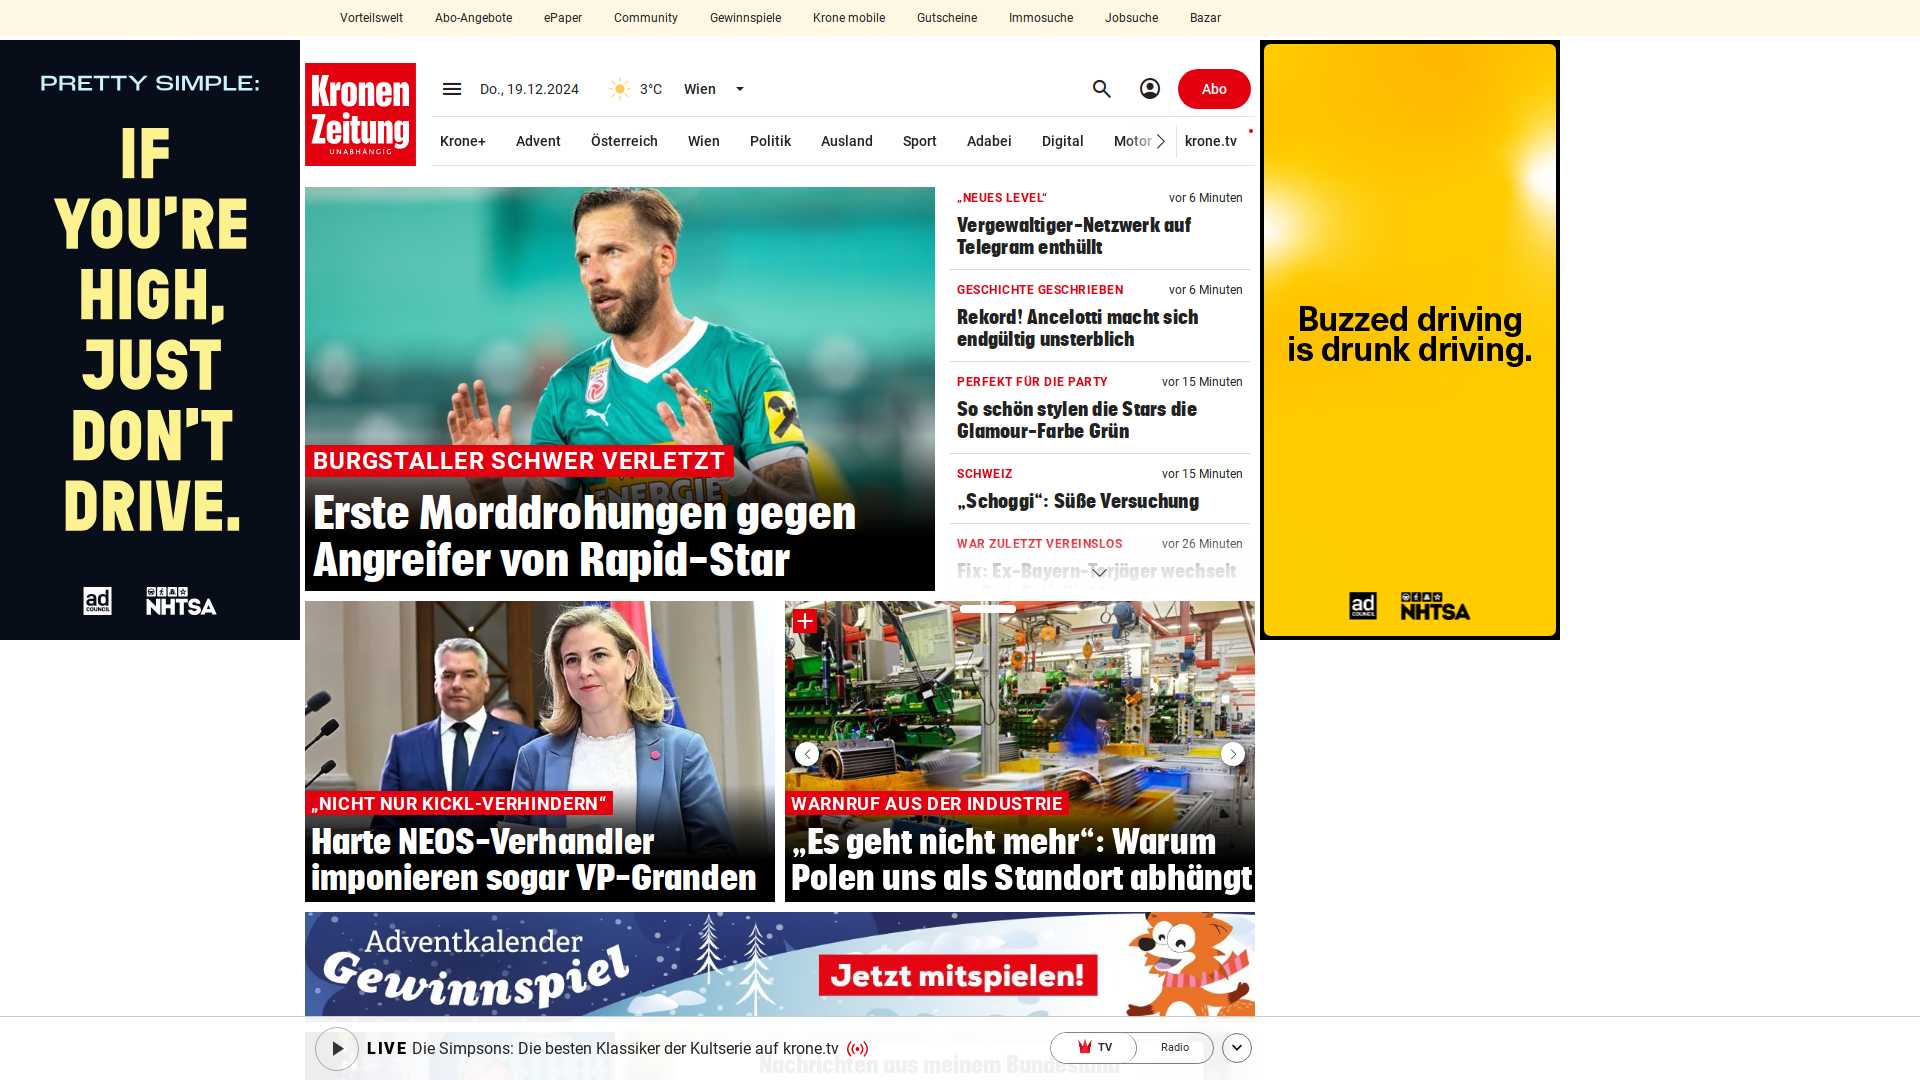 Vorteilswelt Abo-Angebote ePaper Community Gewinnspiele Krone mobile Gutscheine Immosuche Jobsuche Bazar
PRETTY SIMPLE:
IF
YOU'RE
HIGH,
JUST
DON'T
DRIVE.
ad
COUNCIL
NHTSA
Kronen
Zeitung
UNABHÄNGIG
Do., 19.12.2024 3°C Wien
Abo
Krone+ Advent Österreich Wien Politik Ausland Sport Adabei Digital Motor krone.tv
BURGSTALLER SCHWER VERLETZT
Erste Morddrohungen gegen
Angreifer von Rapid-Star
„NEUES LEVEL“ vor 6 Minuten
Vergewaltiger-Netzwerk auf
Telegram enthüllt
GESCHICHTE GESCHRIEBEN vor 6 Minuten
Rekord! Ancelotti macht sich
endgültig unsterblich
PERFEKT FÜR DIE PARTY vor 15 Minuten
So schön stylen die Stars die
Glamour-Farbe Grün
SCHWEIZ vor 15 Minuten
„Schoggi“: Süße Versuchung
WAR ZULETZT VEREINSLOS vor 26 Minuten
Fix: Ex-Bayern-Torjäger wechselt
„NICHT NUR KICKL-VERHINDERN“
Harte NEOS-Verhandler
imponieren sogar VP-Granden
WARNRUF AUS DER INDUSTRIE
„Es geht nicht mehr“: Warum
Polen uns als Standort abhängt
Adventkalender
Gewinnspiel
Jetzt mitspielen!
LIVE Die Simpsons: Die besten Klassiker der Kultserie auf krone.tv
TV Radio
Nachrichten aus meinem Bundesland
Buzzed driving
is drunk driving.
ad
COUNCIL
NHTSA